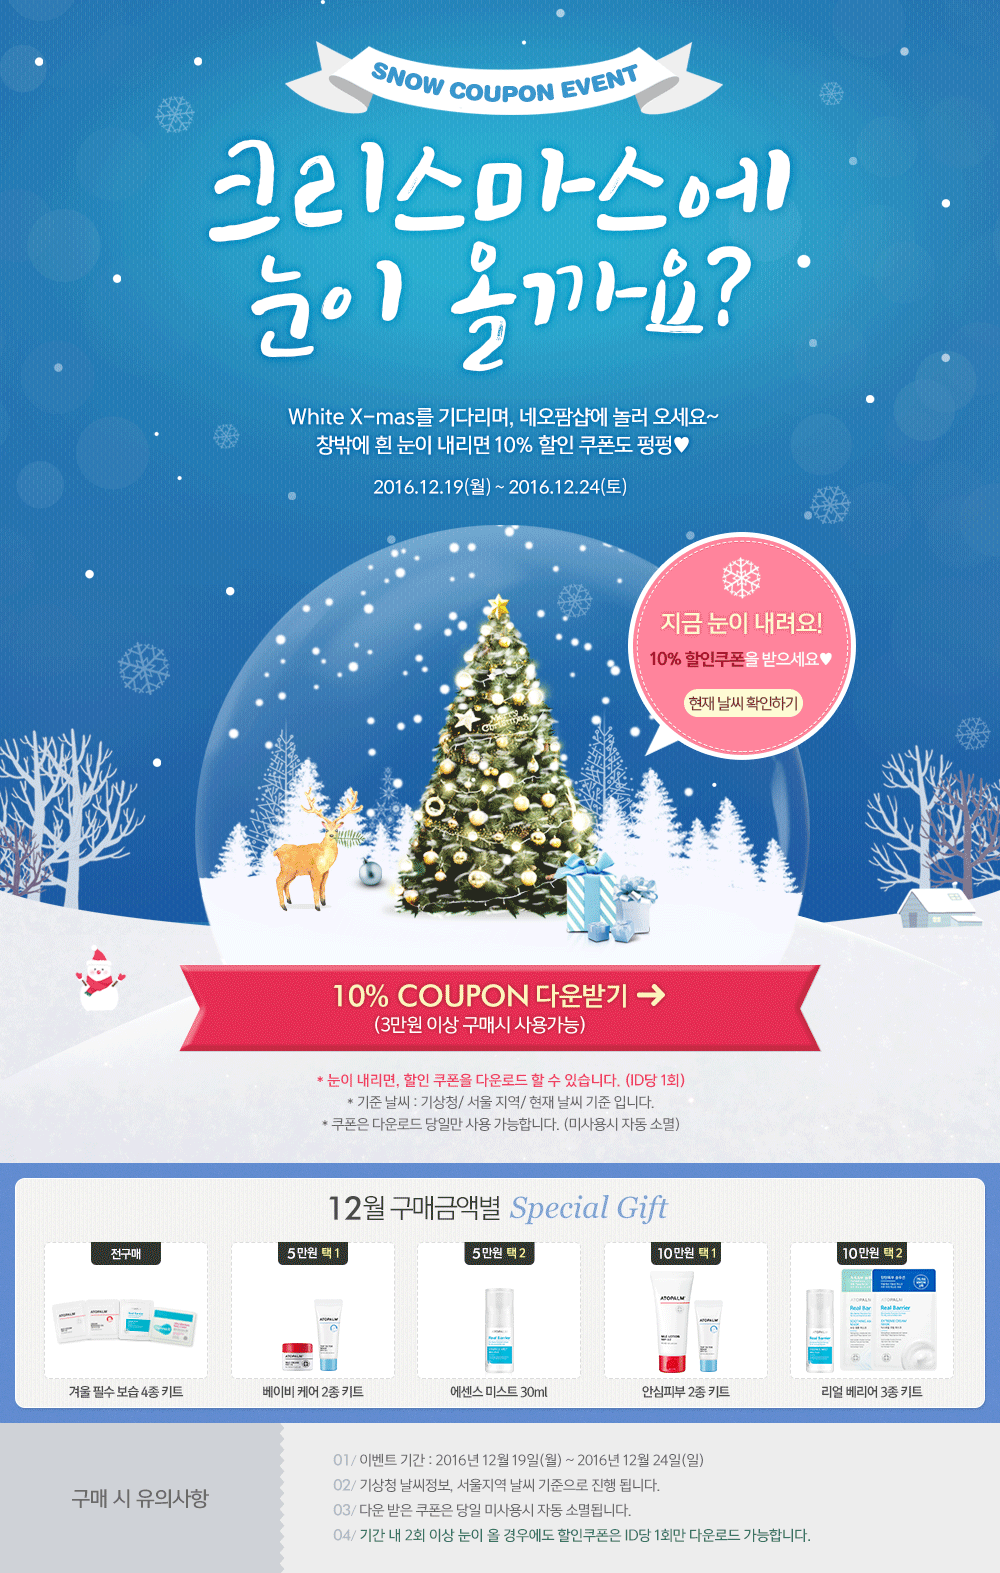 SNOW COUPON EVENT
크리스마스에
눈이 올까요?
White X-mas를 기다리며, 네오팜샵에 놀러 오세요~
창밖에 흰 눈이 내리면 10% 할인 쿠폰도 펑펑♥
2016.12.19(월) ~ 2016.12.24(토)
지금 눈이 내려요!
10% 할인쿠폰을 받으세요♥
현재 날씨 확인하기
10% COUPON 다운받기 →
(3만원 이상 구매시 사용가능)
* 눈이 내리면, 할인 쿠폰을 다운로드 할 수 있습니다. (ID당 1회)
* 기준 날씨 : 기상청/ 서울 지역/ 현재 날씨 기준 입니다.
* 쿠폰은 다운로드 당일만 사용 가능합니다. (미사용시 자동 소멸)
12월 구매금액별 Special Gift
전구매
5만원 택 1
5만원 택 2
10만원 택 1
10만원 택 2
ATOPALM
ATOPALM
ATOPALM
ATOPALM
Real Barrier
Real Barrier
Real Bar
Real Barrier
겨울 필수 보습 4종 키트
베이비 케어 2종 키트
에센스 미스트 30ml
안심피부 2종 키트
리얼 베리어 3종 키트
구매 시 유의사항
01/ 이벤트 기간 : 2016년 12월 19일(월) ~ 2016년 12월 24일(일)
02/ 기상청 날씨정보, 서울지역 날씨 기준으로 진행 됩니다.
03/ 다운 받은 쿠폰은 당일 미사용시 자동 소멸됩니다.
04/ 기간 내 2회 이상 눈이 올 경우에도 할인쿠폰은 ID당 1회만 다운로드 가능합니다.